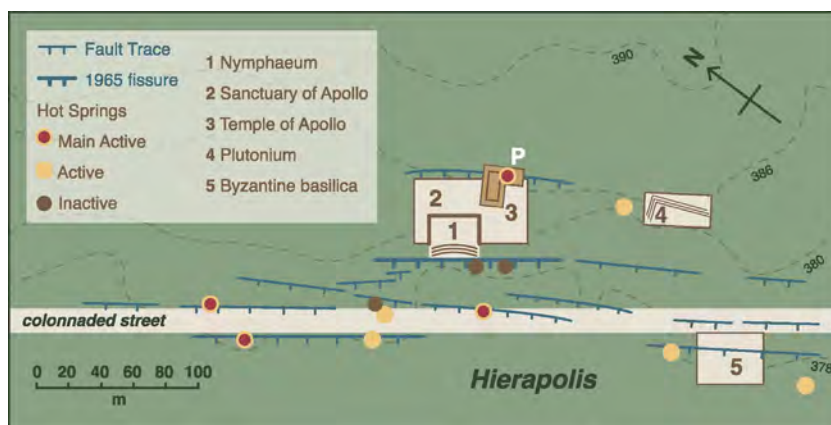 Fault Trace
1965 fissure
Hot Springs
Main Active
Active
Inactive
1 Nymphaeum
2 Sanctuary of Apollo
3 Temple of Apollo
4 Plutonium
5 Byzantine basilica
390
N
P
386
2
3
1
4
380
colonnaded street
5
378
Hierapolis
0 20 40 60 80 100
m